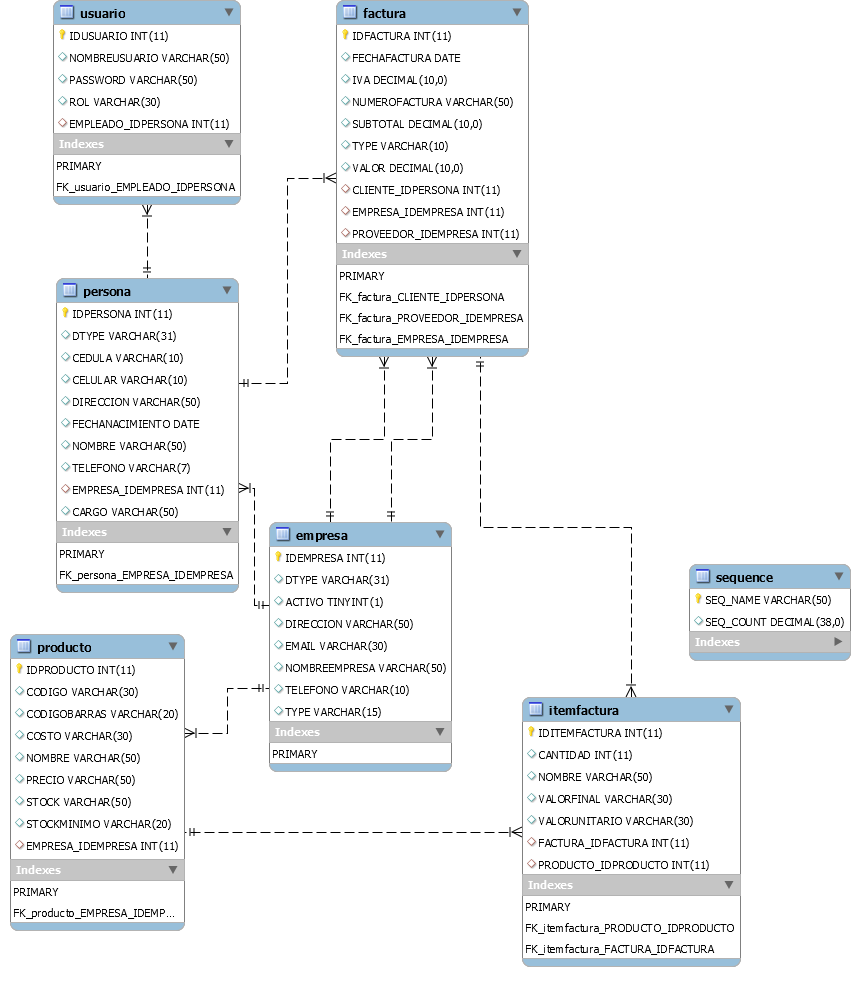 usuario
IDUSUARIO INT(11)
NOMBREUSUARIO VARCHAR(50)
PASSWORD VARCHAR(50)
ROL VARCHAR(30)
EMPLEADO_IDPERSONA INT(11)
Indexes
PRIMARY
FK_usuario_EMPLEADO_IDPERSONA
factura
IDFACTURA INT(11)
FECHAFACTURA DATE
IVA DECIMAL(10,0)
NUMEROFACTURA VARCHAR(50)
SUBTOTAL DECIMAL(10,0)
TYPE VARCHAR(10)
VALOR DECIMAL(10,0)
CLIENTE_IDPERSONA INT(11)
EMPRESA_IDEMPRESA INT(11)
PROVEEDOR_IDEMPRESA INT(11)
Indexes
PRIMARY
FK_factura_CLIENTE_IDPERSONA
FK_factura_PROVEEDOR_IDEMPRESA
FK_factura_EMPRESA_IDEMPRESA
persona
IDPERSONA INT(11)
DTYPE VARCHAR(31)
CEDULA VARCHAR(10)
CELULAR VARCHAR(10)
DIRECCION VARCHAR(50)
FECHANACIMIENTO DATE
NOMBRE VARCHAR(50)
TELEFONO VARCHAR(7)
EMPRESA_IDEMPRESA INT(11)
CARGO VARCHAR(50)
Indexes
PRIMARY
FK_persona_EMPRESA_IDEMPRESA
empresa
IDEMPRESA INT(11)
DTYPE VARCHAR(31)
ACTIVO TINYINT(1)
DIRECCION VARCHAR(50)
EMAIL VARCHAR(30)
NOMBREEMPRESA VARCHAR(50)
TELEFONO VARCHAR(10)
TYPE VARCHAR(15)
Indexes
PRIMARY
sequence
SEQ_NAME VARCHAR(50)
SEQ_COUNT DECIMAL(38,0)
Indexes
producto
IDPRODUCTO INT(11)
CODIGO VARCHAR(30)
CODIGOBARRAS VARCHAR(20)
COSTO VARCHAR(30)
NOMBRE VARCHAR(50)
PRECIO VARCHAR(50)
STOCK VARCHAR(50)
STOCKMINIMO VARCHAR(20)
EMPRESA_IDEMPRESA INT(11)
Indexes
PRIMARY
FK_producto_EMPRESA_IDEMP...
itemfactura
IDITEMFACTURA INT(11)
CANTIDAD INT(11)
NOMBRE VARCHAR(50)
VALORFINAL VARCHAR(30)
VALORUNITARIO VARCHAR(30)
FACTURA_IDFACTURA INT(11)
PRODUCTO_IDPRODUCTO INT(11)
Indexes
PRIMARY
FK_itemfactura_PRODUCTO_IDPRODUCTO
FK_itemfactura_FACTURA_IDFACTURA